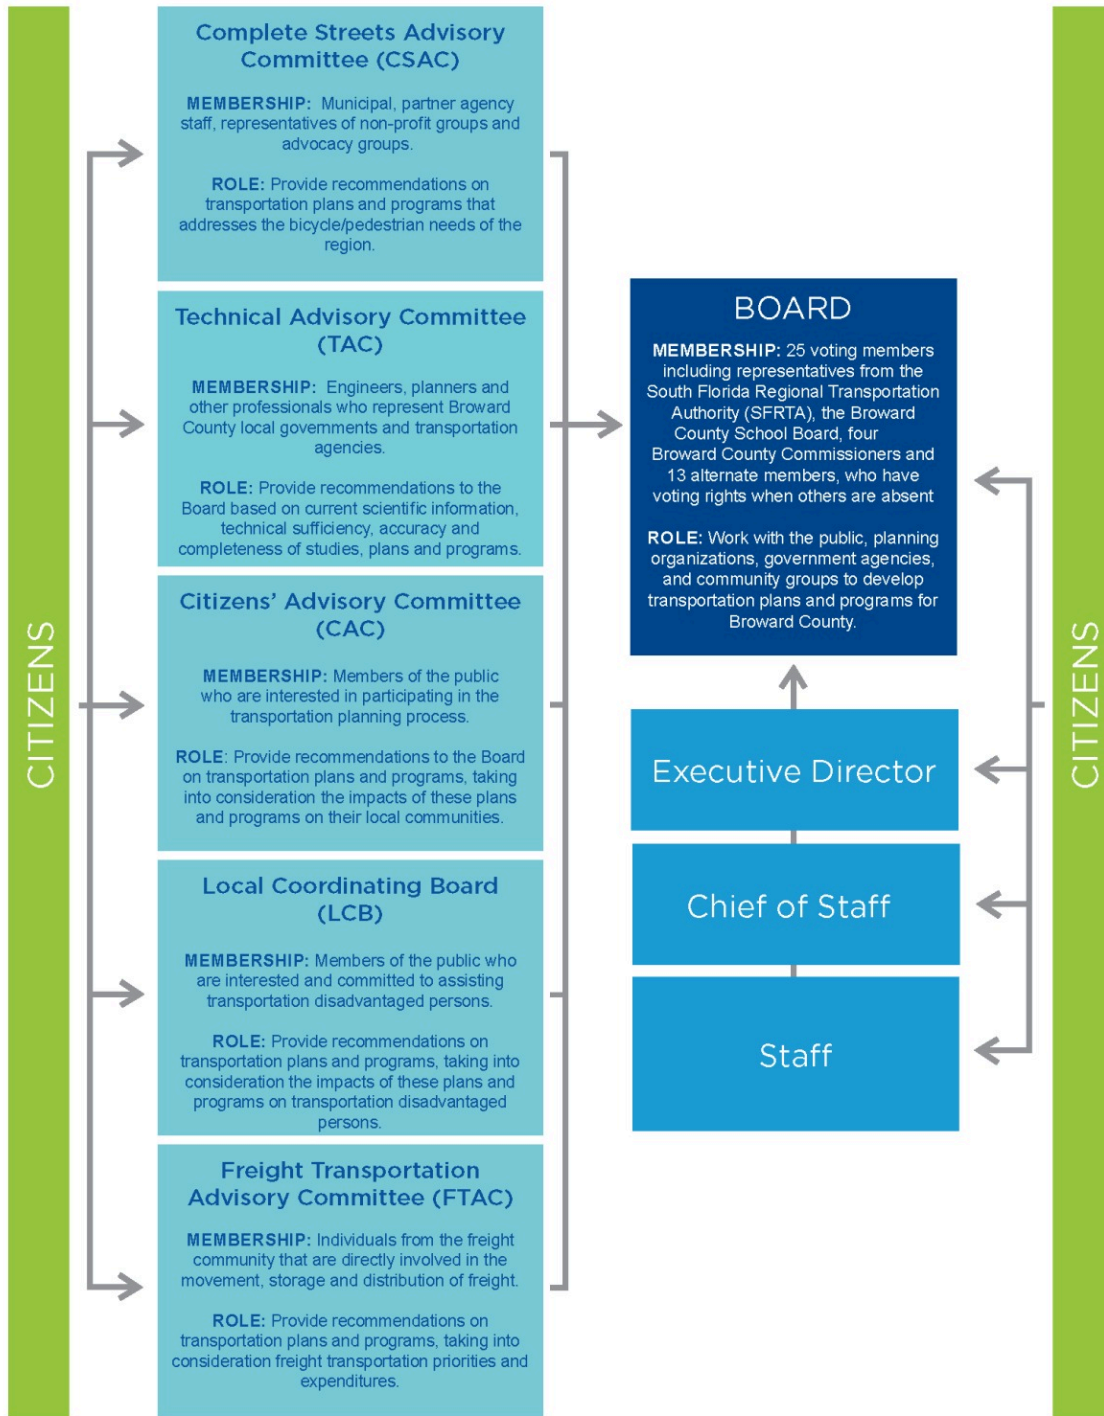 CITIZENS
Complete Streets Advisory
Committee (CSAC)
MEMBERSHIP: Municipal, partner agency
staff, representatives of non-profit groups and
advocacy groups.
ROLE: Provide recommendations on
transportation plans and programs that
addresses the bicycle/pedestrian needs of the
region.
Technical Advisory Committee
(TAC)
MEMBERSHIP: Engineers, planners and
other professionals who represent Broward
County local governments and transportation
agencies.
ROLE: Provide recommendations to the
Board based on current scientific information,
technical sufficiency, accuracy and
completeness of studies, plans and programs.
Citizens’ Advisory Committee
(CAC)
MEMBERSHIP: Members of the public
who are interested in participating in the
transportation planning process.
ROLE: Provide recommendations to the Board
on transportation plans and programs, taking
into consideration the impacts of these plans
and programs on their local communities.
Local Coordinating Board
(LCB)
MEMBERSHIP: Members of the public who
are interested and committed to assisting
transportation disadvantaged persons.
ROLE: Provide recommendations on
transportation plans and programs, taking into
consideration the impacts of these plans and
programs on transportation disadvantaged
persons.
Freight Transportation
Advisory Committee (FTAC)
MEMBERSHIP: Individuals from the freight
community that are directly involved in the
movement, storage and distribution of freight.
ROLE: Provide recommendations on
transportation plans and programs, taking into
consideration freight transportation priorities and
expenditures.
BOARD
MEMBERSHIP: 25 voting members
including representatives from the
South Florida Regional Transportation
Authority (SFRTA), the Broward
County School Board, four
Broward County Commissioners and
13 alternate members, who have
voting rights when others are absent
ROLE: Work with the public, planning
organizations, government agencies,
and community groups to develop
transportation plans and programs for
Broward County.
Executive Director
Chief of Staff
Staff
CITIZENS